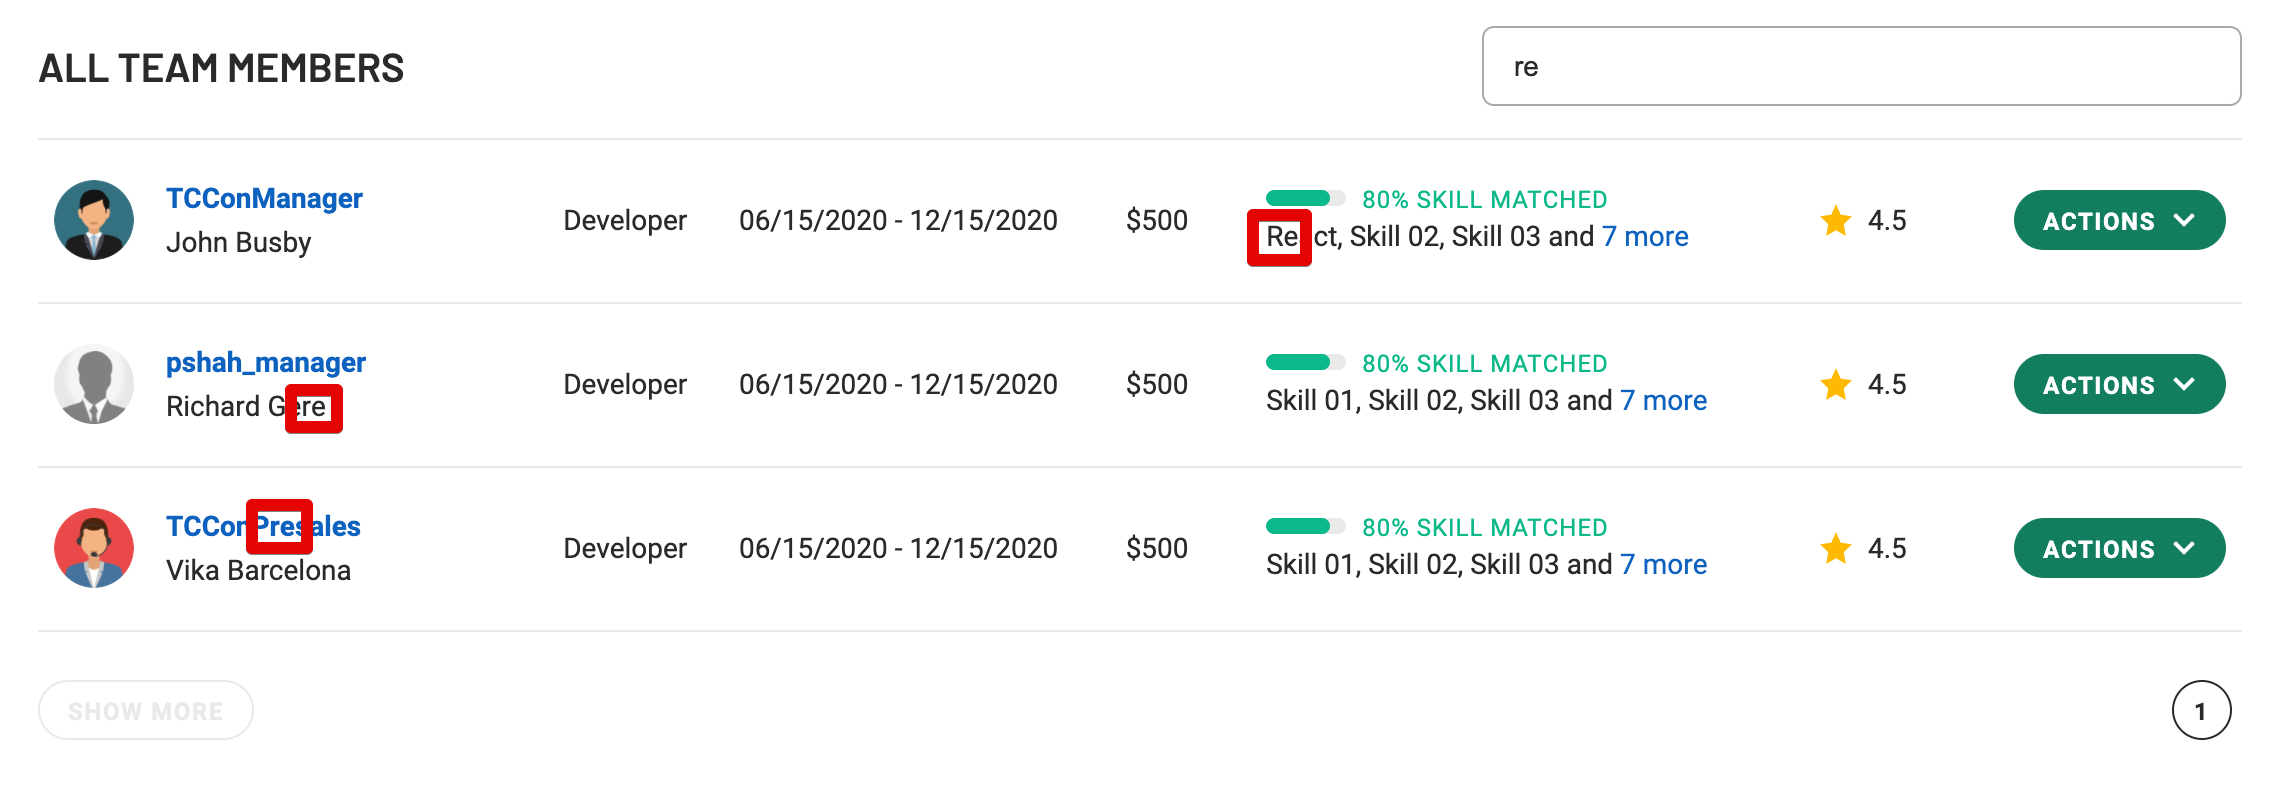 ALL TEAM MEMBERS
re
TCConManager
John Busby
Developer
06/15/2020 - 12/15/2020
$500
80% SKILL MATCHED
React, Skill 02, Skill 03 and 7 more
4.5
ACTIONS
pshah_manager
Richard Gere
Developer
06/15/2020 - 12/15/2020
$500
80% SKILL MATCHED
Skill 01, Skill 02, Skill 03 and 7 more
4.5
ACTIONS
TCConPresales
Vika Barcelona
Developer
06/15/2020 - 12/15/2020
$500
80% SKILL MATCHED
Skill 01, Skill 02, Skill 03 and 7 more
4.5
ACTIONS
SHOW MORE
1